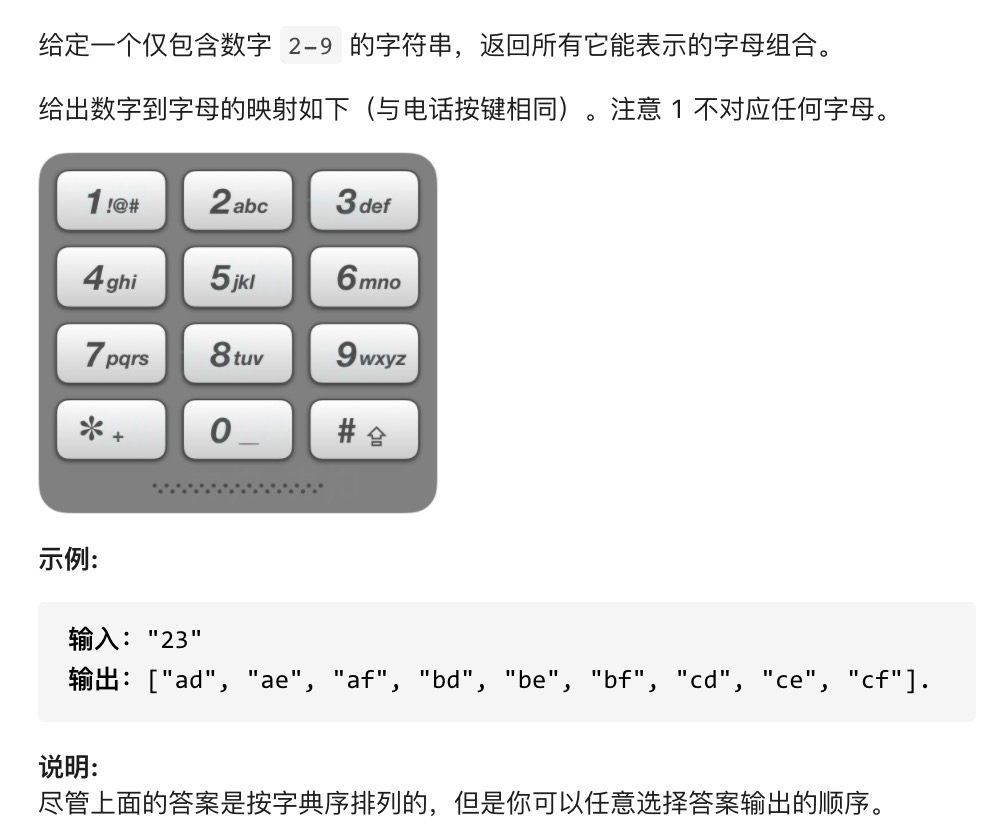 给定一个仅包含数字 2-9 的字符串，返回所有它能表示的字母组合。
给出数字到字母的映射如下（与电话按键相同）。注意 1 不对应任何字母。
1 !@# 2 abc 3 def
4 ghi 5 jkl 6 mno
7 pqrs 8 tuv 9 wxyz
* + 0 _ #
示例:
输入："23"
输出：["ad", "ae", "af", "bd", "be", "bf", "cd", "ce", "cf"].
说明:
尽管上面的答案是按字典序排列的，但是你可以任意选择答案输出的顺序。